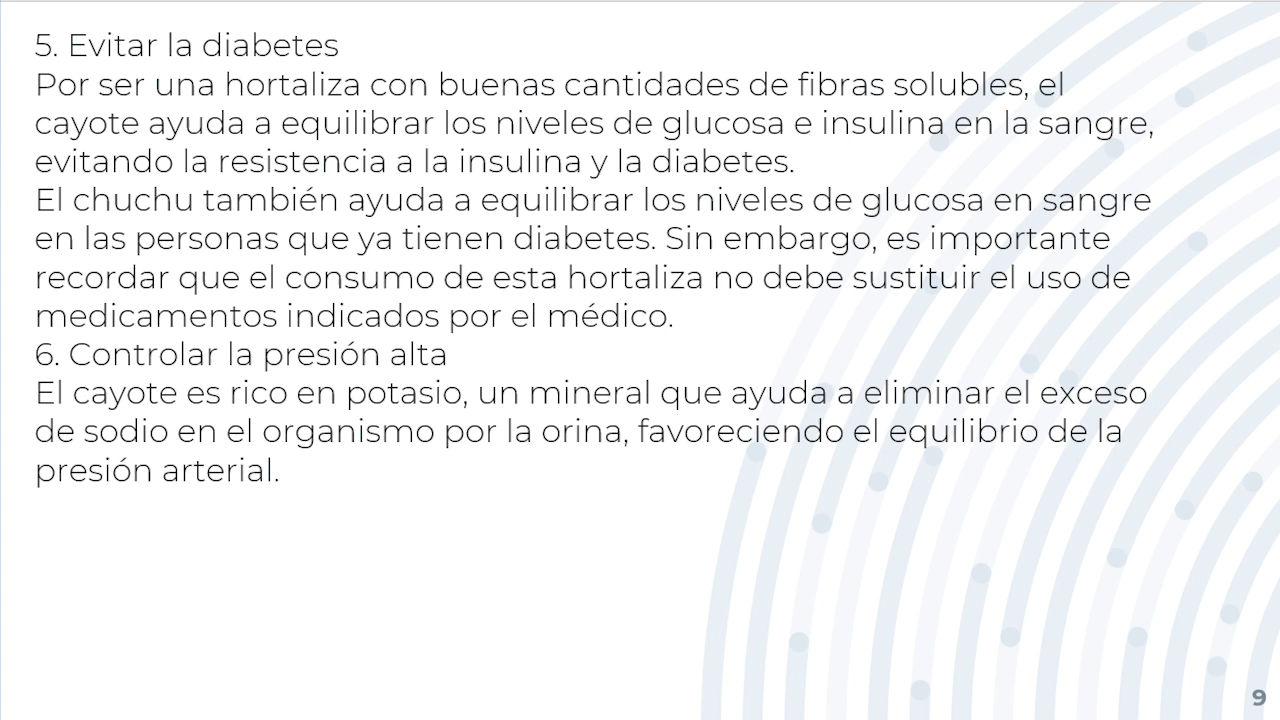 5. Evitar la diabetes
Por ser una hortaliza con buenas cantidades de fibras solubles, el
cayote ayuda a equilibrar los niveles de glucosa e insulina en la sangre,
evitando la resistencia a la insulina y la diabetes.
El chuchu también ayuda a equilibrar los niveles de glucosa en sangre
en las personas que ya tienen diabetes. Sin embargo, es importante
recordar que el consumo de esta hortaliza no debe sustituir el uso de
medicamentos indicados por el médico.
6. Controlar la presión alta
El cayote es rico en potasio, un mineral que ayuda a eliminar el exceso
de sodio en el organismo por la orina, favoreciendo el equilibrio de la
presión arterial.
9